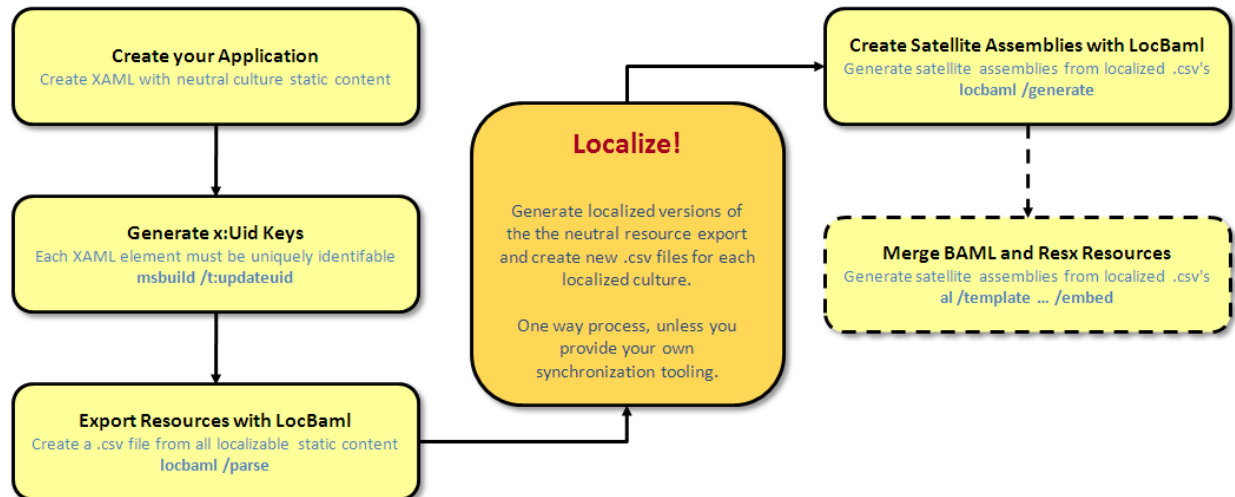 Create your Application
Create XAML with neutral culture static content
Generate x:Uid Keys
Each XAML element must be uniquely identifable
msbuild /t:updateuid
Export Resources with LocBaml
Create a .csv file from all localizable static content
locbaml /parse
Localize!
Generate localized versions of
the the neutral resource export
and create new .csv files for each
localized culture.
One way process, unless you
provide your own
synchronization tooling.
Create Satellite Assemblies with LocBaml
Generate satellite assemblies from localized .csv's
locbaml /generate
Merge BAML and Resx Resources
Generate satellite assemblies from localized .csv's
al /template … /embed